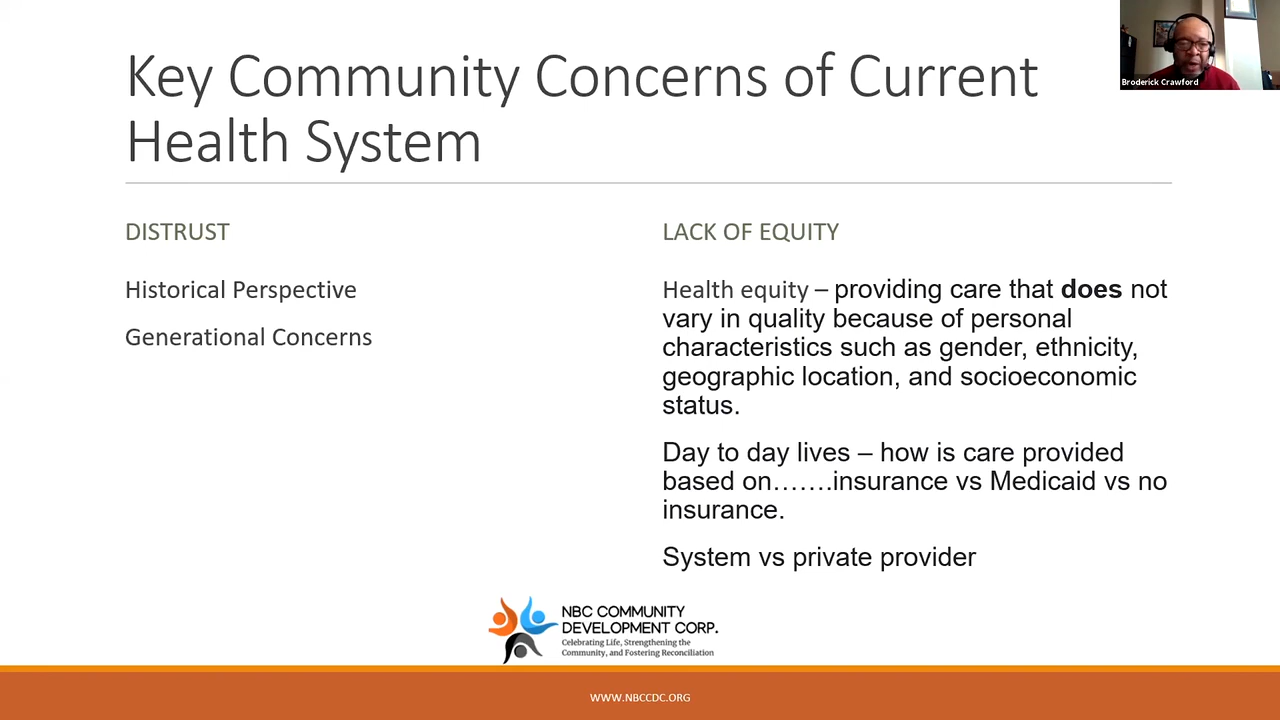 Key Community Concerns of Current
Health System
Broderick Crawford
DISTRUST
Historical Perspective
Generational Concerns
LACK OF EQUITY
Health equity – providing care that does not
vary in quality because of personal
characteristics such as gender, ethnicity,
geographic location, and socioeconomic
status.
Day to day lives – how is care provided
based on…….insurance vs Medicaid vs no
insurance.
System vs private provider
NBC COMMUNITY
DEVELOPMENT CORP.
Celebrating Life, Strengthening the
Community, and Fostering Reconciliation
WWW.NBCCDC.ORG